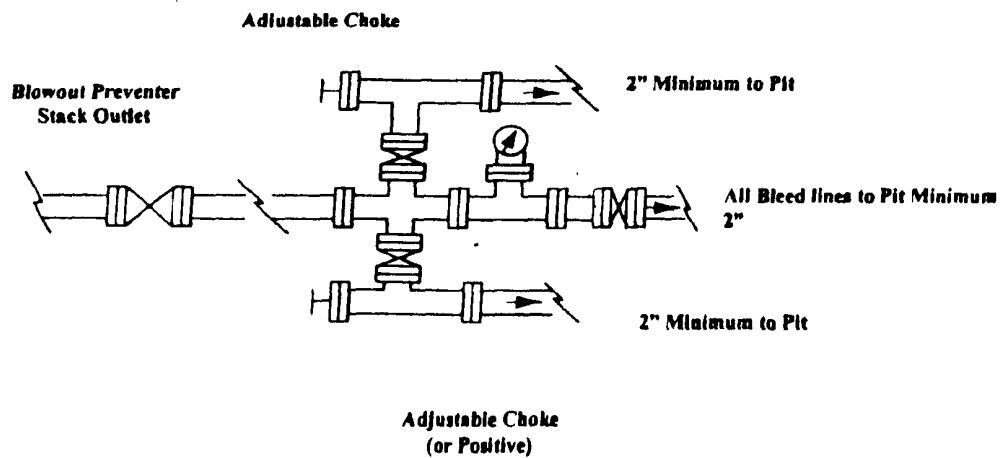 Adjustable Choke
2" Minimum to Pit
Blowout Preventer
Stack Outlet
All Bleed lines to Pit Minimum
2"
2" Minimum to Pit
Adjustable Choke
(or Positive)